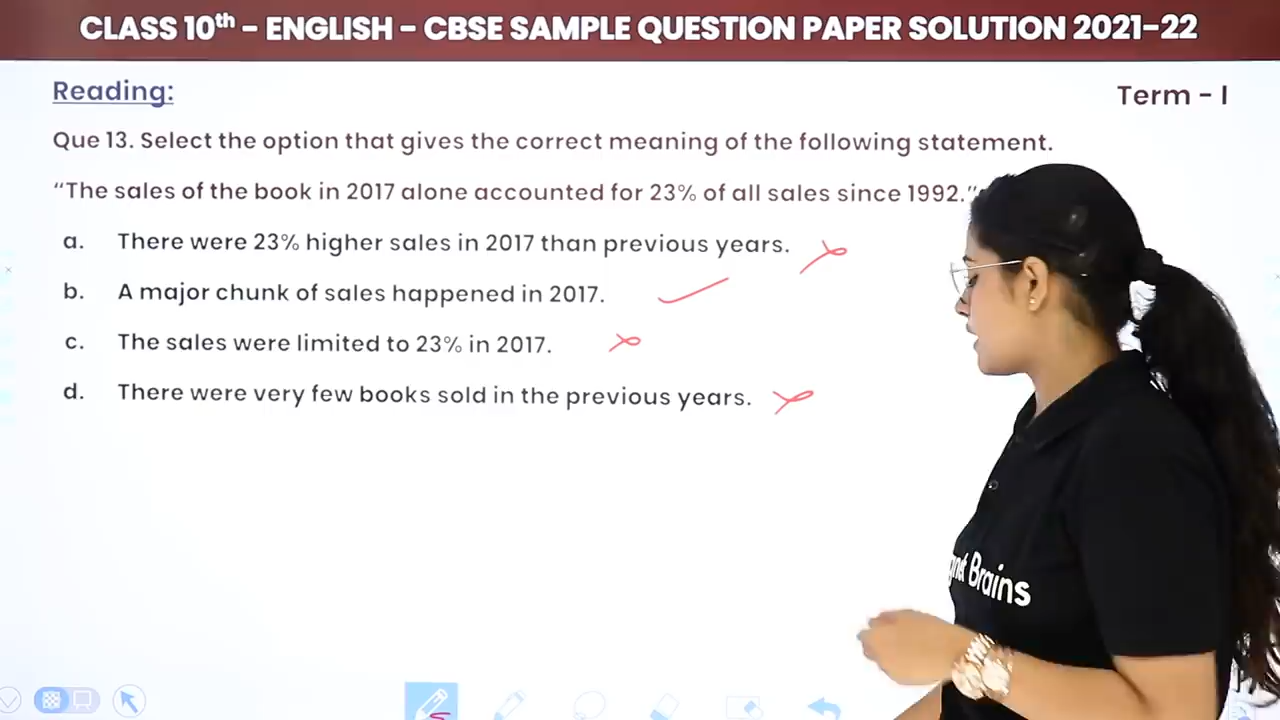 CLASS 10th – ENGLISH – CBSE SAMPLE QUESTION PAPER SOLUTION 2021–22
Reading:
Term - I
Que 13. Select the option that gives the correct meaning of the following statement.
“The sales of the book in 2017 alone accounted for 23% of all sales since 1992.”
a. There were 23% higher sales in 2017 than previous years.
b. A major chunk of sales happened in 2017.
c. The sales were limited to 23% in 2017.
d. There were very few books sold in the previous years.
Brains